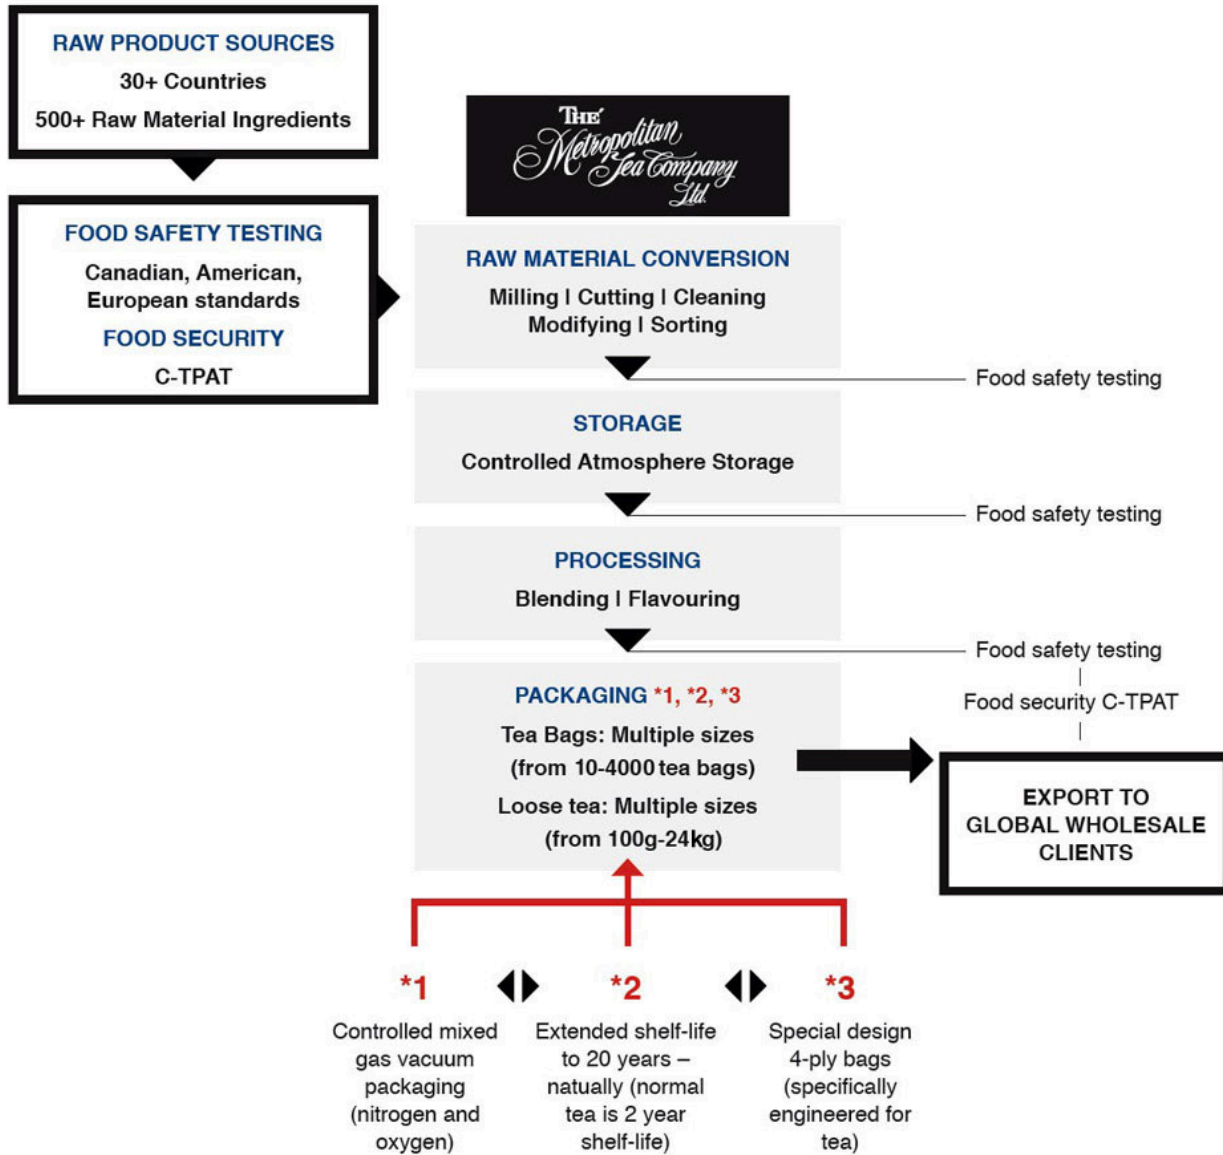 RAW PRODUCT SOURCES
30+ Countries
500+ Raw Material Ingredients
FOOD SAFETY TESTING
Canadian, American,
European standards
FOOD SECURITY
C-TPAT
THE
Metropolitan
Tea Company
Ltd.
RAW MATERIAL CONVERSION
Milling | Cutting | Cleaning
Modifying | Sorting
Food safety testing
STORAGE
Controlled Atmosphere Storage
Food safety testing
PROCESSING
Blending | Flavouring
Food safety testing
Food security C-TPAT
PACKAGING *1, *2, *3
Tea Bags: Multiple sizes
(from 10-4000 tea bags)
Loose tea: Multiple sizes
(from 100g-24kg)
EXPORT TO
GLOBAL WHOLESALE
CLIENTS
*1
Controlled mixed
gas vacuum
packaging
(nitrogen and
oxygen)
*2
Extended shelf-life
to 20 years –
natually (normal
tea is 2 year
shelf-life)
*3
Special design
4-ply bags
(specifically
engineered for
tea)